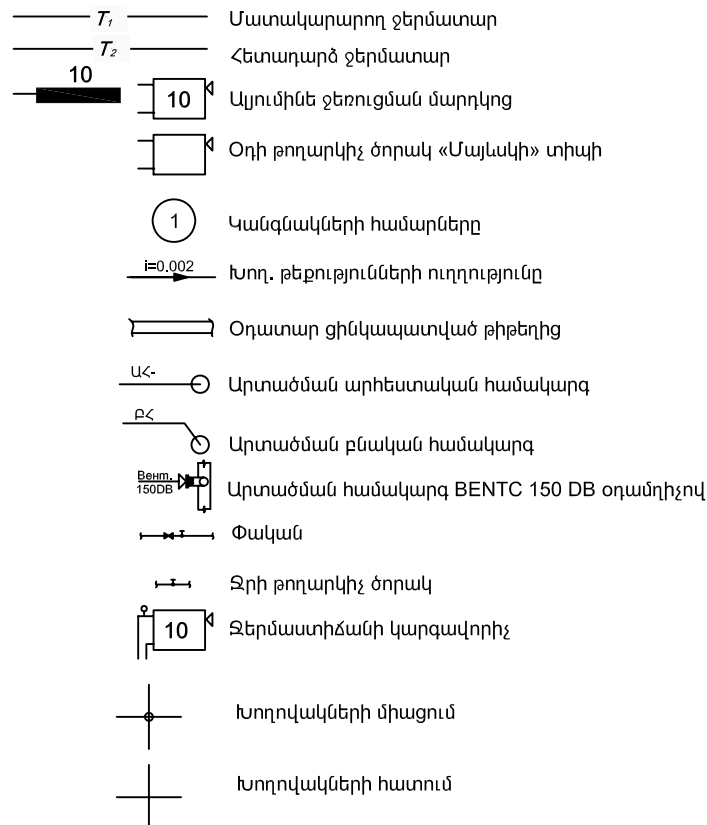 T₁ Մատակարարող ջերմատար
T₂ Հետադարձ ջերմատար
10
10 Ալյումինե ջեռուցման մարդկոց
Օդի թողարկիչ ծորակ «Մայևսկի» տիպի
1 Կանգնակների համարները
i=0.002 Խող. թեքությունների ուղղությունը
Օդատար ցինկապատված թիթեղից
ԱՀ- Արտածման արհեստական համակարգ
ԲՀ
Արտածման բնական համակարգ
Вент.
150DB
Արտածման համակարգ ВЕНТС 150 DB օդամղիչով
Փական
Ջրի թողարկիչ ծորակ
10 Ջերմաստիճանի կարգավորիչ
Խողովակների միացում
Խողովակների հատում